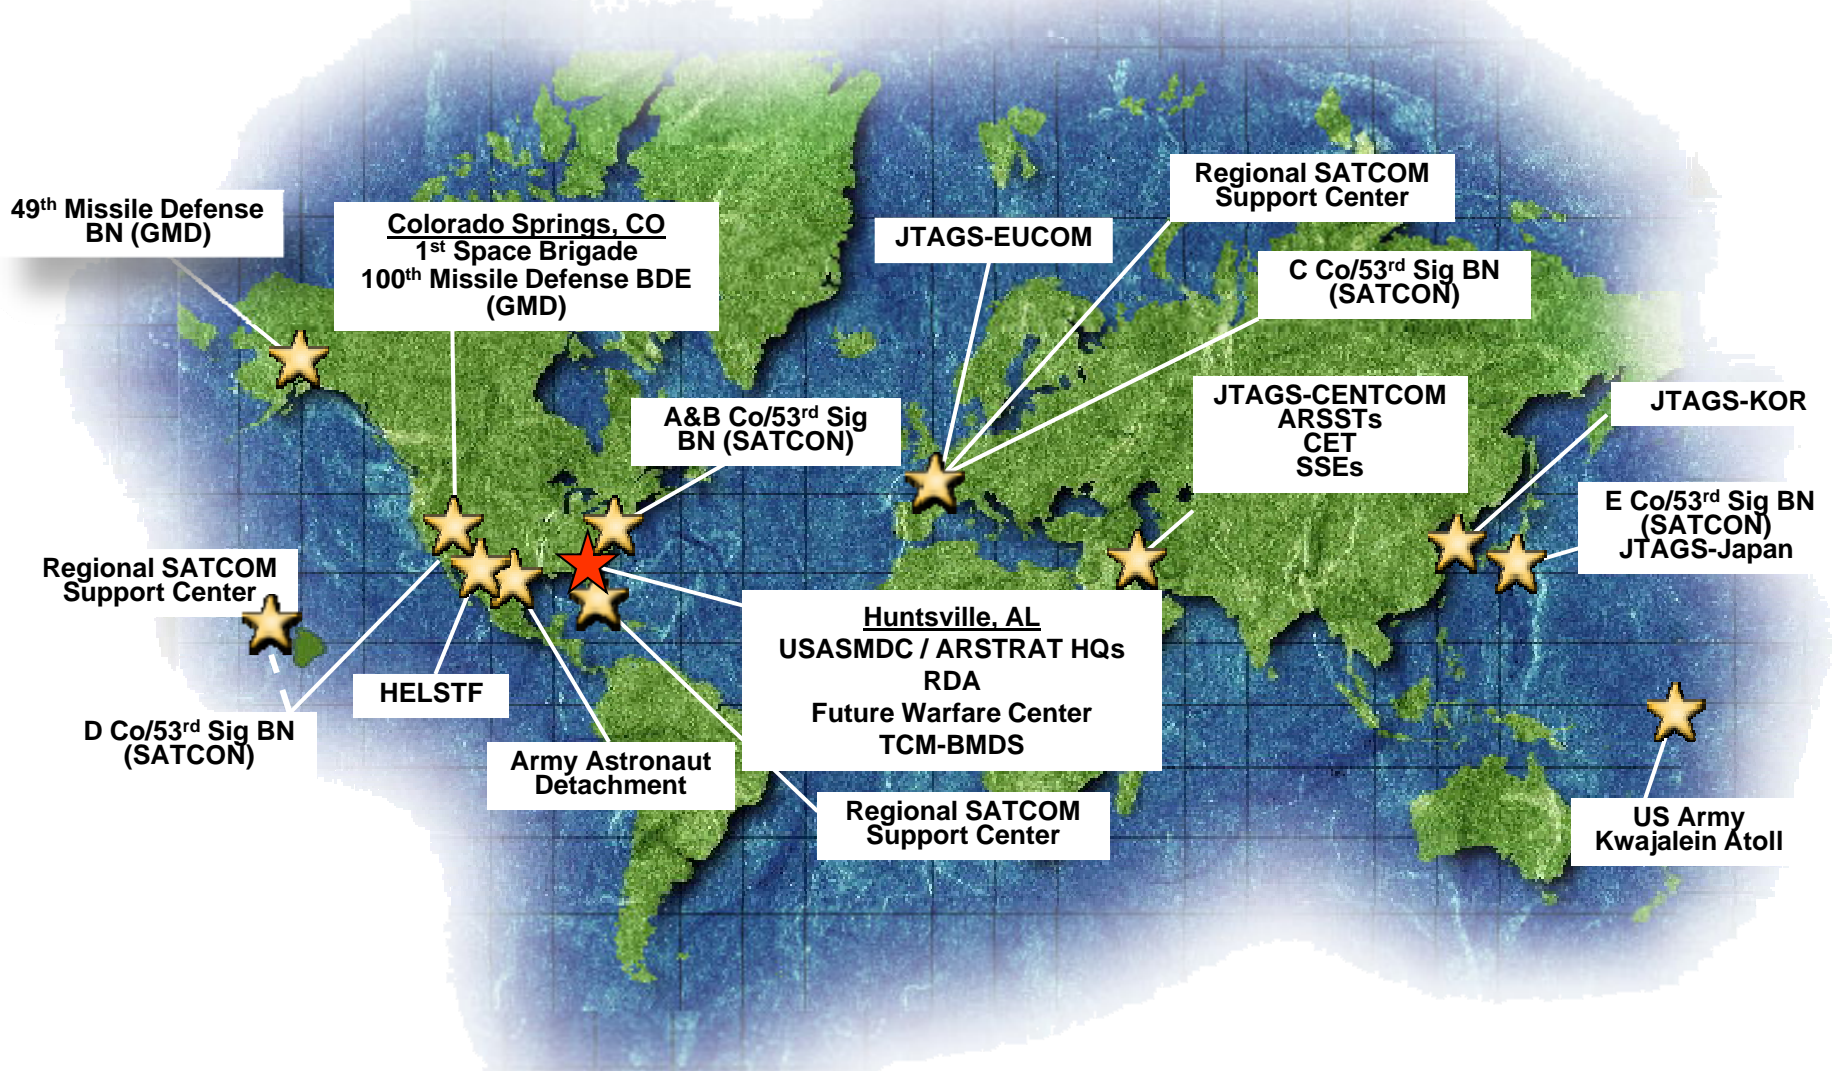 49th Missile Defense
BN (GMD)
Colorado Springs, CO
1st Space Brigade
100th Missile Defense BDE
(GMD)
JTAGS-EUCOM
Regional SATCOM
Support Center
C Co/53rd Sig BN
(SATCON)
A&B Co/53rd Sig
BN (SATCON)
JTAGS-CENTCOM
ARSSTs
CET
SSEs
JTAGS-KOR
E Co/53rd Sig BN
(SATCON)
JTAGS-Japan
Regional SATCOM
Support Center
Huntsville, AL
USASMDC / ARSTRAT HQs
RDA
Future Warfare Center
TCM-BMDS
HELSTF
D Co/53rd Sig BN
(SATCON)
Army Astronaut
Detachment
Regional SATCOM
Support Center
US Army
Kwajalein Atoll